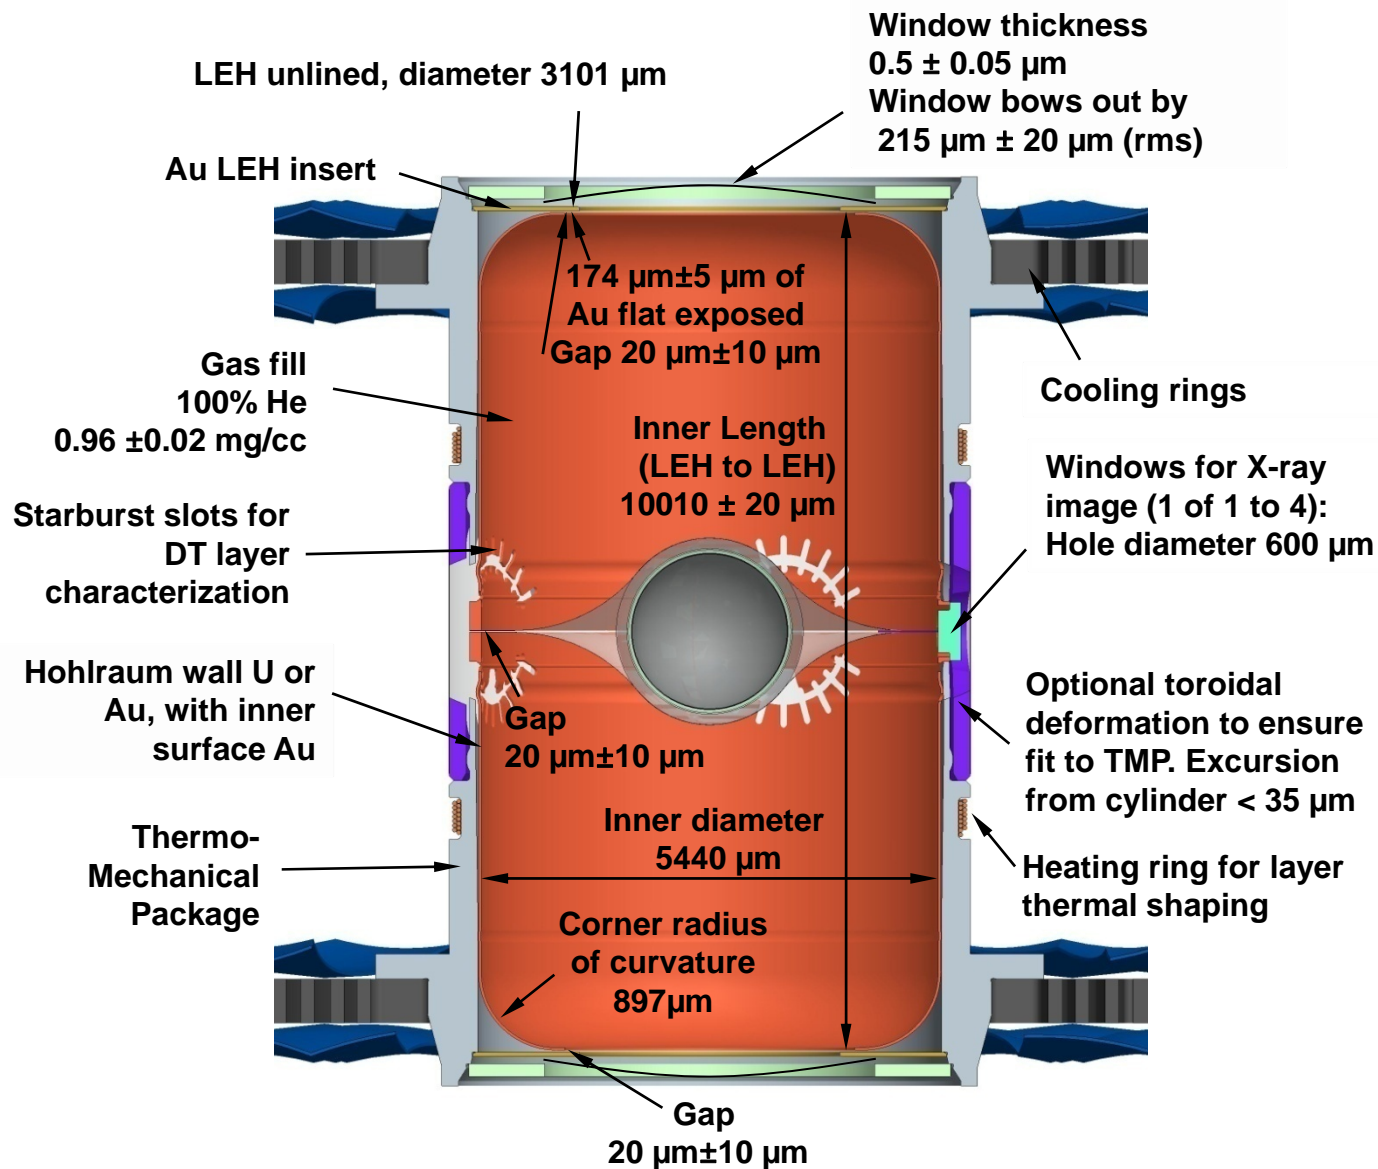 Window thickness
0.5 ± 0.05 µm
Window bows out by
215 µm ± 20 µm (rms)
LEH unlined, diameter 3101 µm
Au LEH insert
174 µm±5 µm of
Au flat exposed
Gap 20 µm±10 µm
Gas fill
100% He
0.96 ±0.02 mg/cc
Cooling rings
Inner Length
(LEH to LEH)
10010 ± 20 µm
Windows for X-ray
image (1 of 1 to 4):
Hole diameter 600 µm
Starburst slots for
DT layer
characterization
Hohlraum wall U or
Au, with inner
surface Au
Gap
20 µm±10 µm
Optional toroidal
deformation to ensure
fit to TMP. Excursion
from cylinder < 35 µm
Inner diameter
5440 µm
Thermo-
Mechanical
Package
Heating ring for layer
thermal shaping
Corner radius
of curvature
897µm
Gap
20 µm±10 µm